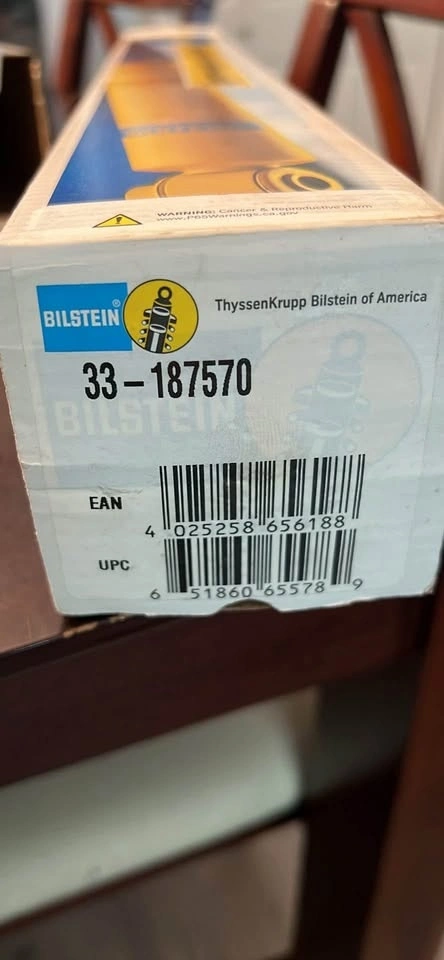 WARNING: Cancer & Reproductive Harm
www.P65Warnings.ca.gov
BILSTEIN®
ThyssenKrupp Bilstein of America
33-187570
BILSTEIN
EAN
4 025258 656188
UPC
6 51860 65578 9